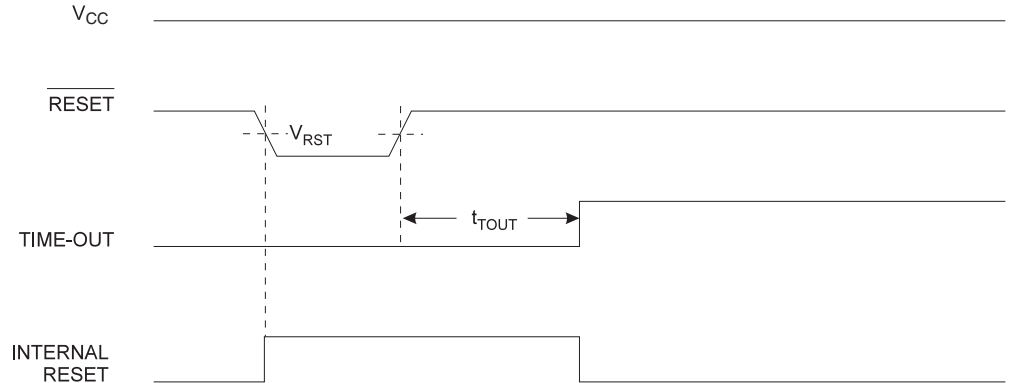 VCC
RESET
VRST
tTOUT
TIME-OUT
INTERNAL
RESET